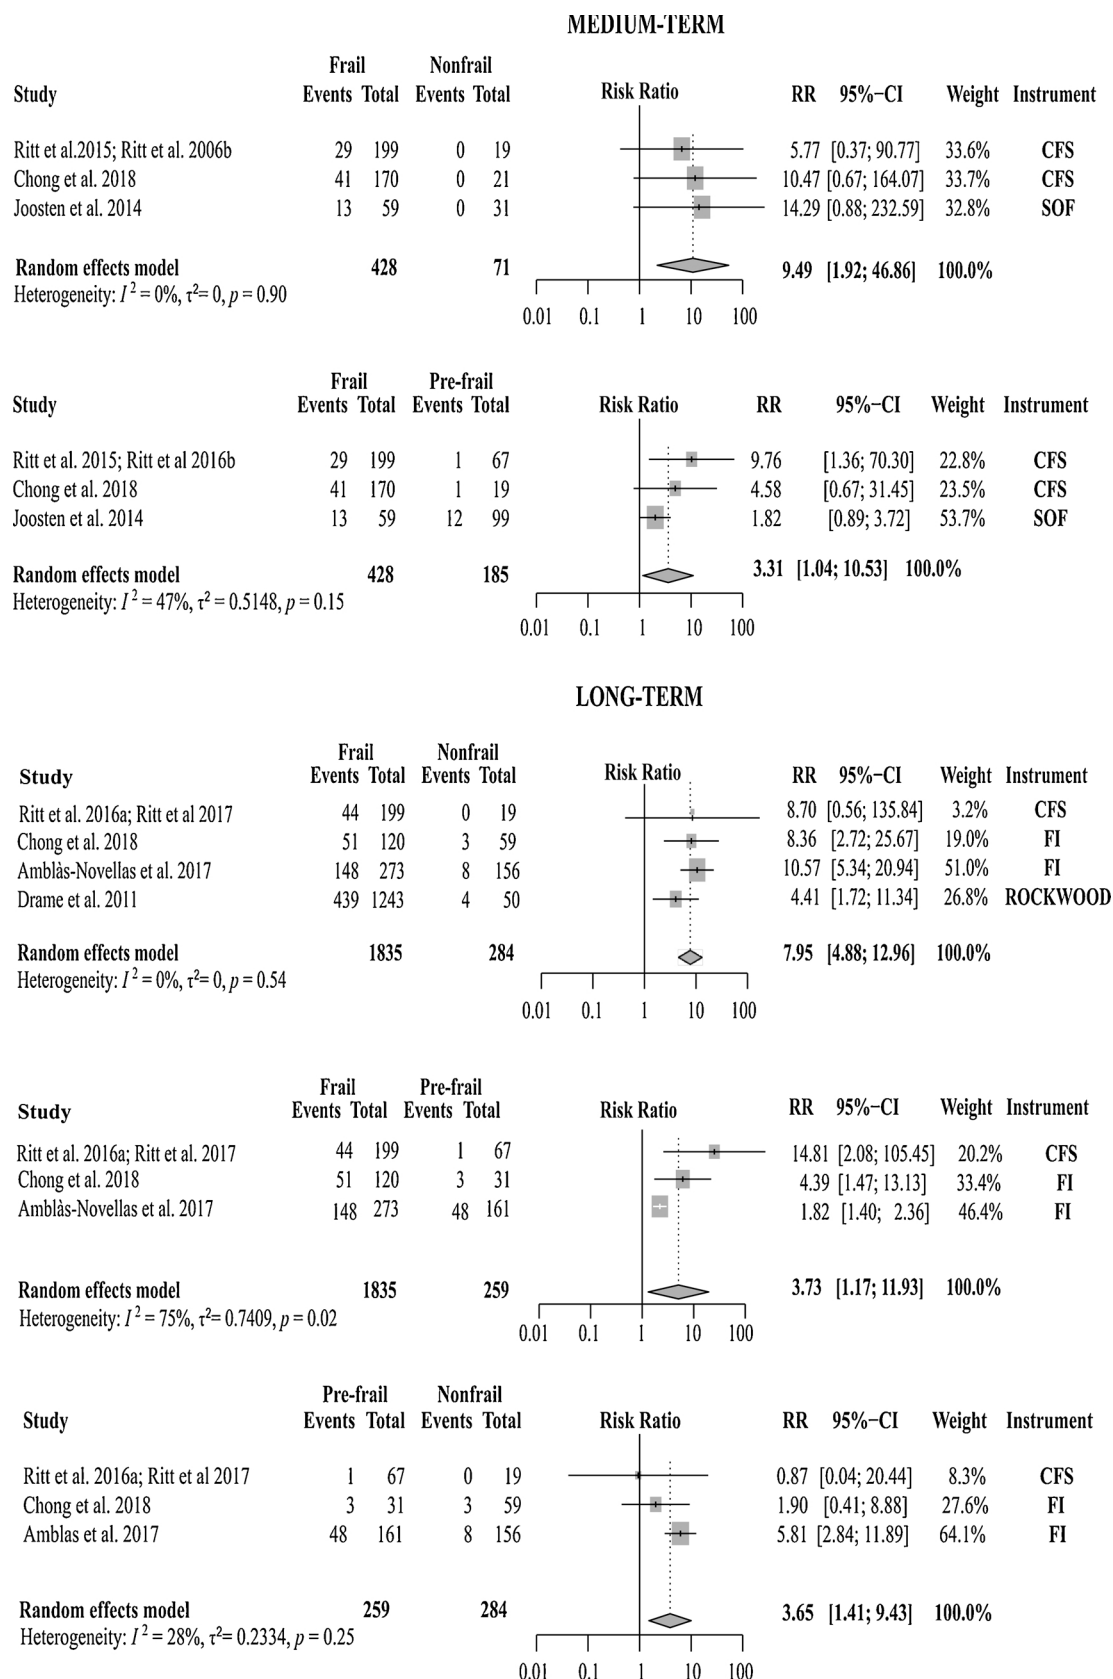 MEDIUM-TERM
Frail Nonfrail
Study Events Total Events Total Risk Ratio RR 95%−CI Weight Instrument
Ritt et al.2015; Ritt et al. 2006b 29 199 0 19 5.77 [0.37; 90.77] 33.6% CFS
Chong et al. 2018 41 170 0 21 10.47 [0.67; 164.07] 33.7% CFS
Joosten et al. 2014 13 59 0 31 14.29 [0.88; 232.59] 32.8% SOF
Random effects model 428 71 9.49 [1.92; 46.86] 100.0%
Heterogeneity: I² = 0%, τ²= 0, p = 0.90
0.01 0.1 1 10 100
Frail Pre-frail
Study Events Total Events Total Risk Ratio RR 95%−CI Weight Instrument
Ritt et al. 2015; Ritt et al 2016b 29 199 1 67 9.76 [1.36; 70.30] 22.8% CFS
Chong et al. 2018 41 170 1 19 4.58 [0.67; 31.45] 23.5% CFS
Joosten et al. 2014 13 59 12 99 1.82 [0.89; 3.72] 53.7% SOF
Random effects model 428 185 3.31 [1.04; 10.53] 100.0%
Heterogeneity: I² = 47%, τ² = 0.5148, p = 0.15
0.01 0.1 1 10 100
LONG-TERM
Frail Nonfrail
Study Events Total Events Total Risk Ratio RR 95%−CI Weight Instrument
Ritt et al. 2016a; Ritt et al 2017 44 199 0 19 8.70 [0.56; 135.84] 3.2% CFS
Chong et al. 2018 51 120 3 59 8.36 [2.72; 25.67] 19.0% FI
Amblàs-Novellas et al. 2017 148 273 8 156 10.57 [5.34; 20.94] 51.0% FI
Drame et al. 2011 439 1243 4 50 4.41 [1.72; 11.34] 26.8% ROCKWOOD
Random effects model 1835 284 7.95 [4.88; 12.96] 100.0%
Heterogeneity: I² = 0%, τ²= 0, p = 0.54
0.01 0.1 1 10 100
Frail Pre-frail
Study Events Total Events Total Risk Ratio RR 95%−CI Weight Instrument
Ritt et al. 2016a; Ritt et al. 2017 44 199 1 67 14.81 [2.08; 105.45] 20.2% CFS
Chong et al. 2018 51 120 3 31 4.39 [1.47; 13.13] 33.4% FI
Amblàs-Novellas et al. 2017 148 273 48 161 1.82 [1.40; 2.36] 46.4% FI
Random effects model 1835 259 3.73 [1.17; 11.93] 100.0%
Heterogeneity: I² = 75%, τ²= 0.7409, p = 0.02
0.01 0.1 1 10 100
Pre-frail Nonfrail
Study Events Total Events Total Risk Ratio RR 95%−CI Weight Instrument
Ritt et al. 2016a; Ritt et al 2017 1 67 0 19 0.87 [0.04; 20.44] 8.3% CFS
Chong et al. 2018 3 31 3 59 1.90 [0.41; 8.88] 27.6% FI
Amblas et al. 2017 48 161 8 156 5.81 [2.84; 11.89] 64.1% FI
Random effects model 259 284 3.65 [1.41; 9.43] 100.0%
Heterogeneity: I² = 28%, τ²= 0.2334, p = 0.25
0.01 0.1 1 10 100